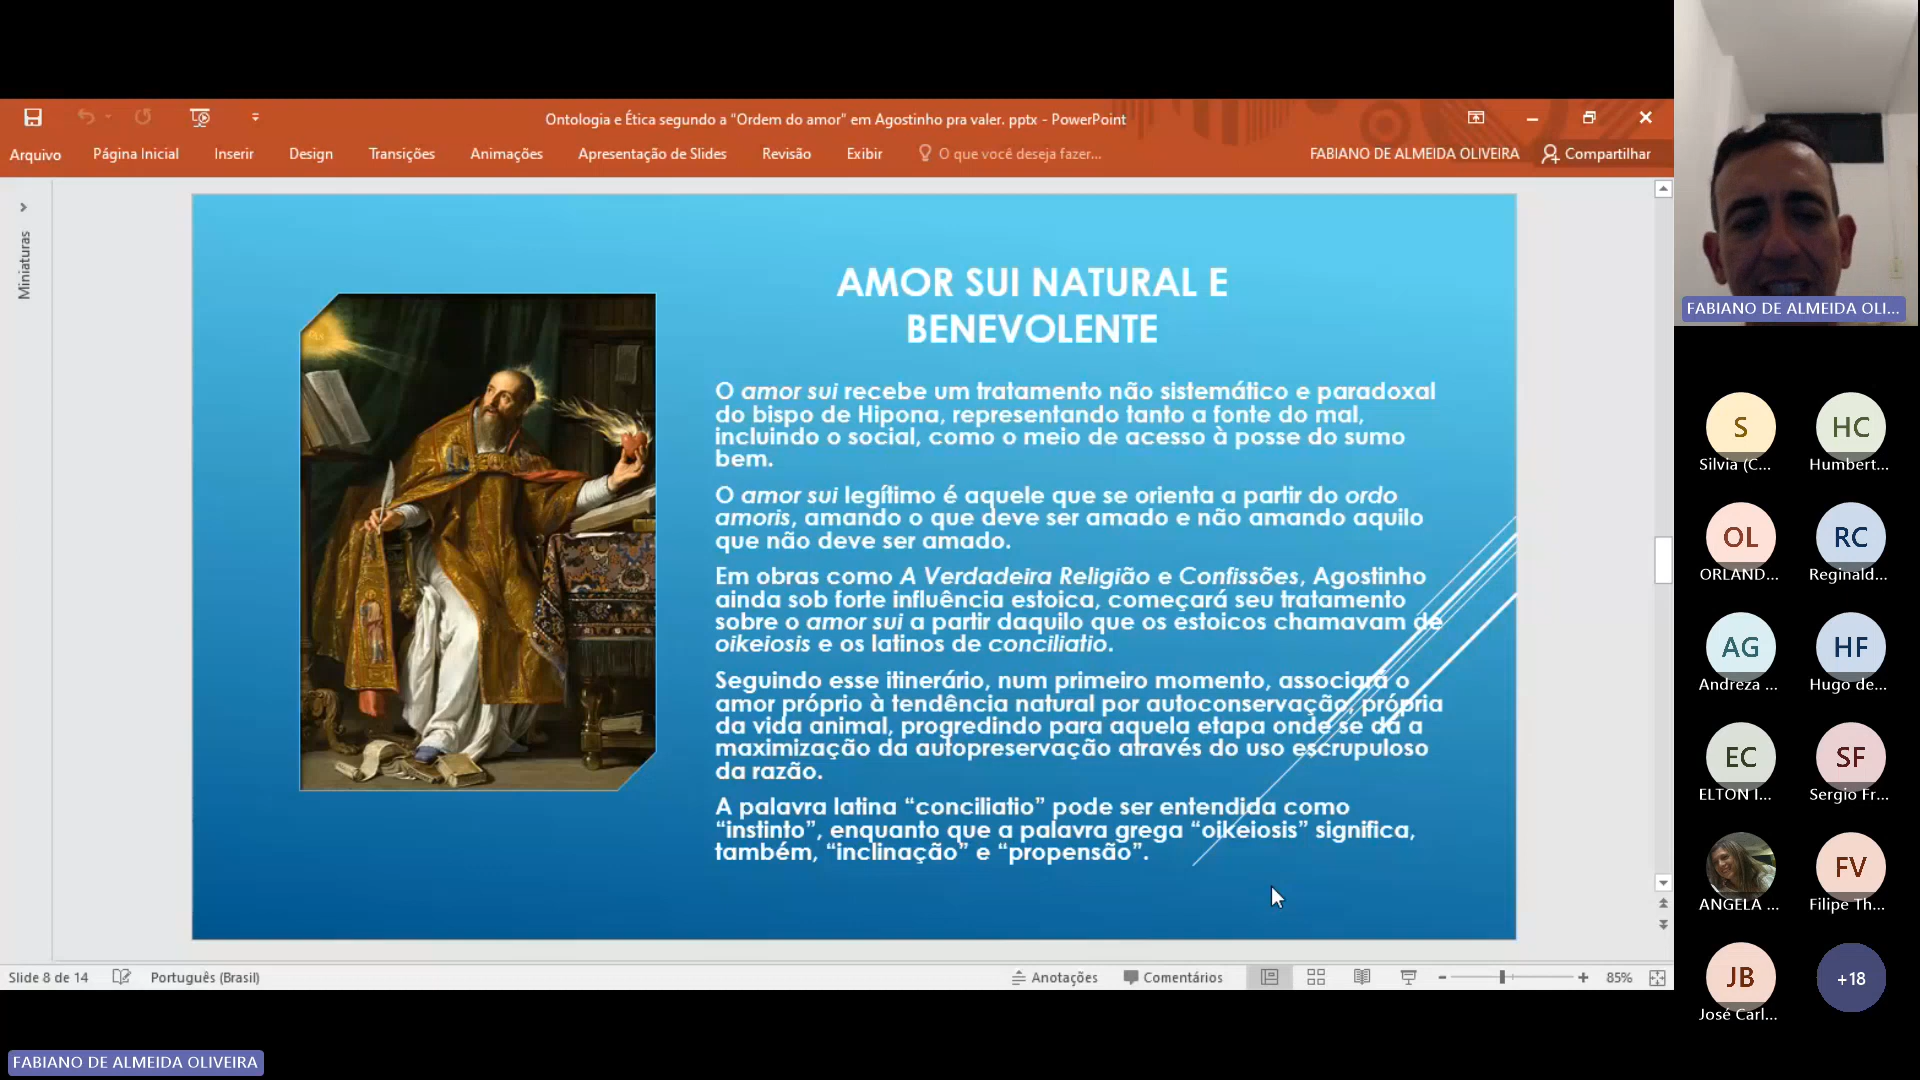 Ontologia e Ética segundo a “Ordem do amor” em Agostinho pra valer. pptx - PowerPoint
Arquivo Página Inicial Inserir Design Transições Animações Apresentação de Slides Revisão Exibir O que você deseja fazer... FABIANO DE ALMEIDA OLIVEIRA Compartilhar
Miniaturas
AMOR SUI NATURAL E
BENEVOLENTE
O amor sui recebe um tratamento não sistemático e paradoxal
do bispo de Hipona, representando tanto a fonte do mal,
incluindo o social, como o meio de acesso à posse do sumo
bem.
O amor sui legítimo é aquele que se orienta a partir do ordo
amoris, amando o que deve ser amado e não amando aquilo
que não deve ser amado.
Em obras como A Verdadeira Religião e Confissões, Agostinho
ainda sob forte influência estoica, começará seu tratamento
sobre o amor sui a partir daquilo que os estoicos chamavam de
oikeiosis e os latinos de conciliatio.
Seguindo esse itinerário, num primeiro momento, associará o
amor próprio à tendência natural por autoconservação, própria
da vida animal, progredindo para aquela etapa onde se dá a
maximização da autopreservação através do uso escrupuloso
da razão.
A palavra latina “conciliatio” pode ser entendida como
“instinto”, enquanto que a palavra grega “oikeiosis” significa,
também, “inclinação” e “propensão”.
Slide 8 de 14 Português (Brasil) Anotações Comentários 85%
FABIANO DE ALMEIDA OLIVEIRA
FABIANO DE ALMEIDA OLI...
S HC
Silvia (C... Humbert...
OL RC
ORLAND... Reginald...
AG HF
Andreza ... Hugo de...
EC SF
ELTON I... Sergio Fr...
FV
ANGELA ... Filipe Th...
JB +18
José Carl...